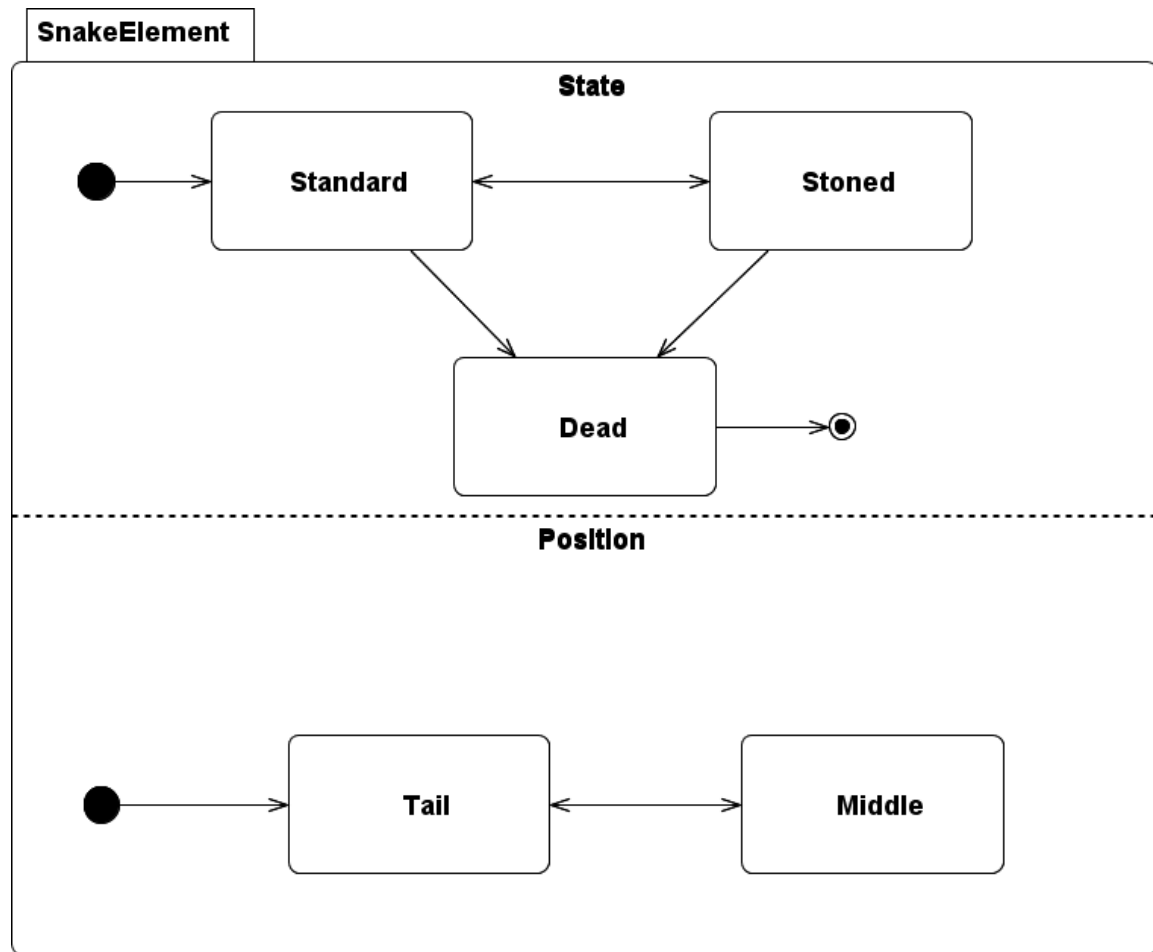 SnakeElement
State
Standard
Stoned
Dead
Position
Tail
Middle